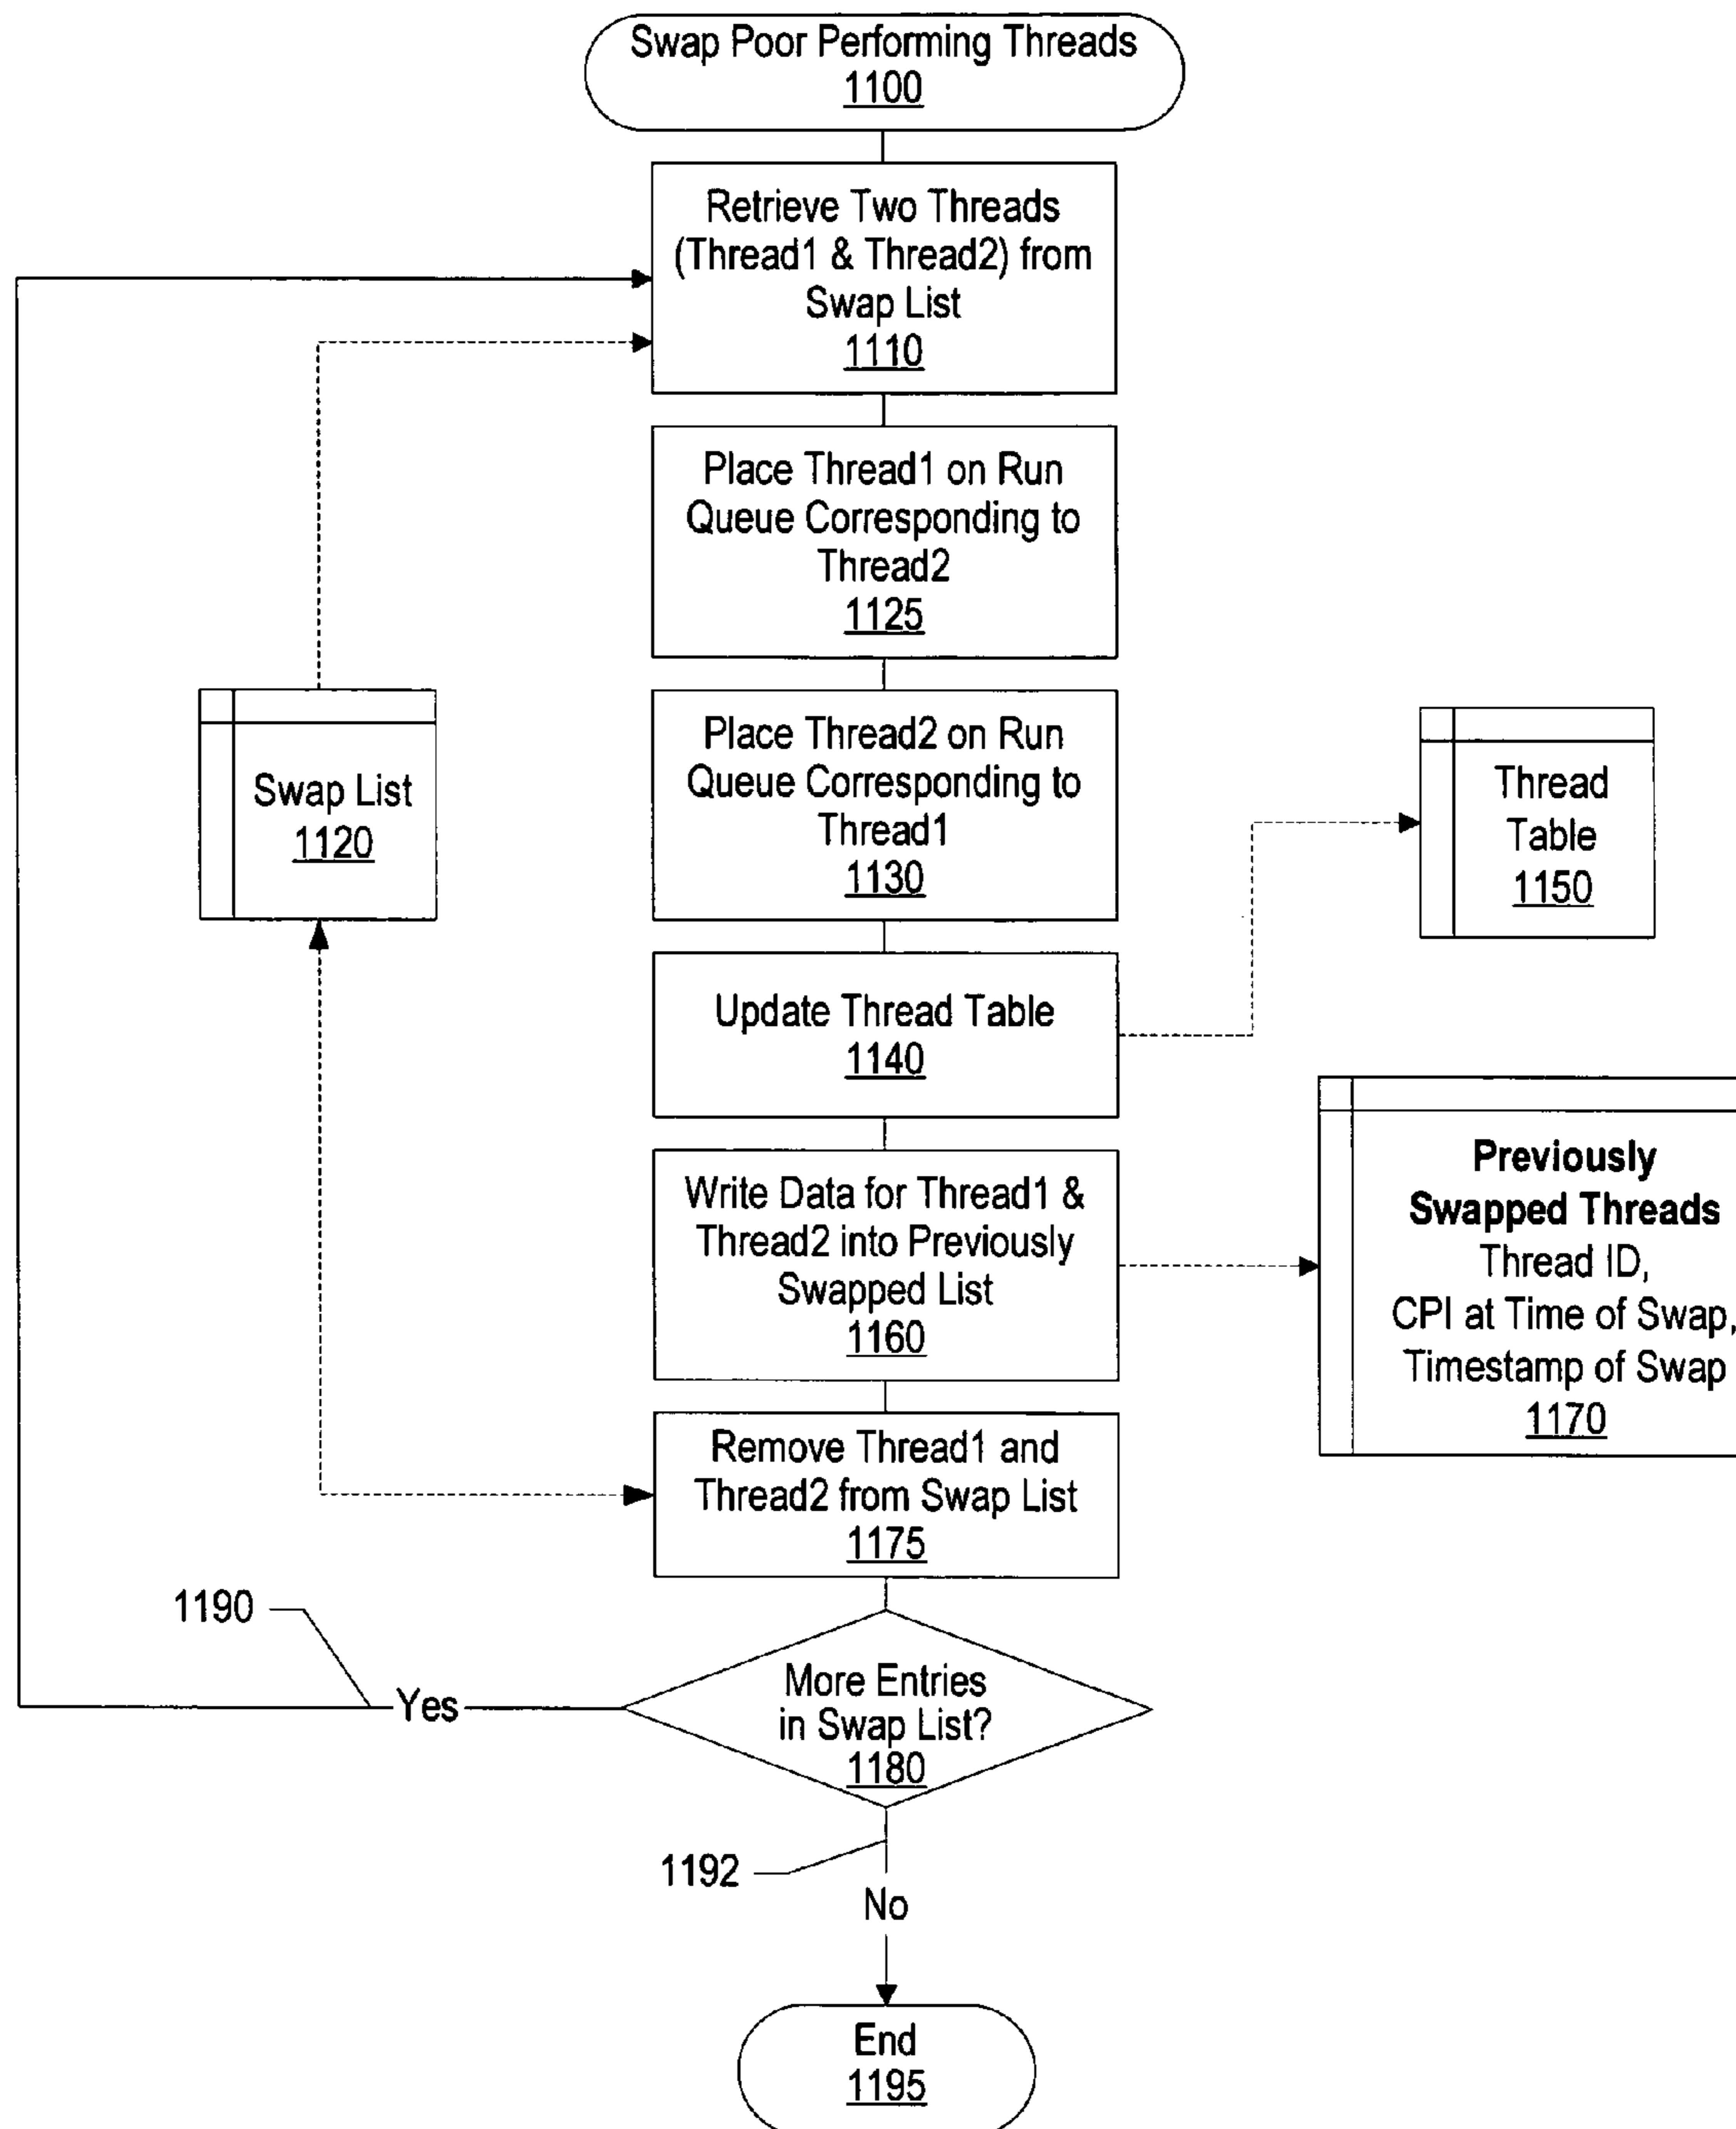 Swap Poor Performing Threads
1100
Retrieve Two Threads
(Thread1 & Thread2) from
Swap List
1110
Place Thread1 on Run
Queue Corresponding to
Thread2
1125
Place Thread2 on Run
Queue Corresponding to
Thread1
1130
Swap List
1120
Thread
Table
1150
Update Thread Table
1140
Write Data for Thread1 &
Thread2 into Previously
Swapped List
1160
Previously
Swapped Threads
Thread ID,
CPI at Time of Swap,
Timestamp of Swap
1170
Remove Thread1 and
Thread2 from Swap List
1175
1190
Yes
More Entries
in Swap List?
1180
1192
No
End
1195